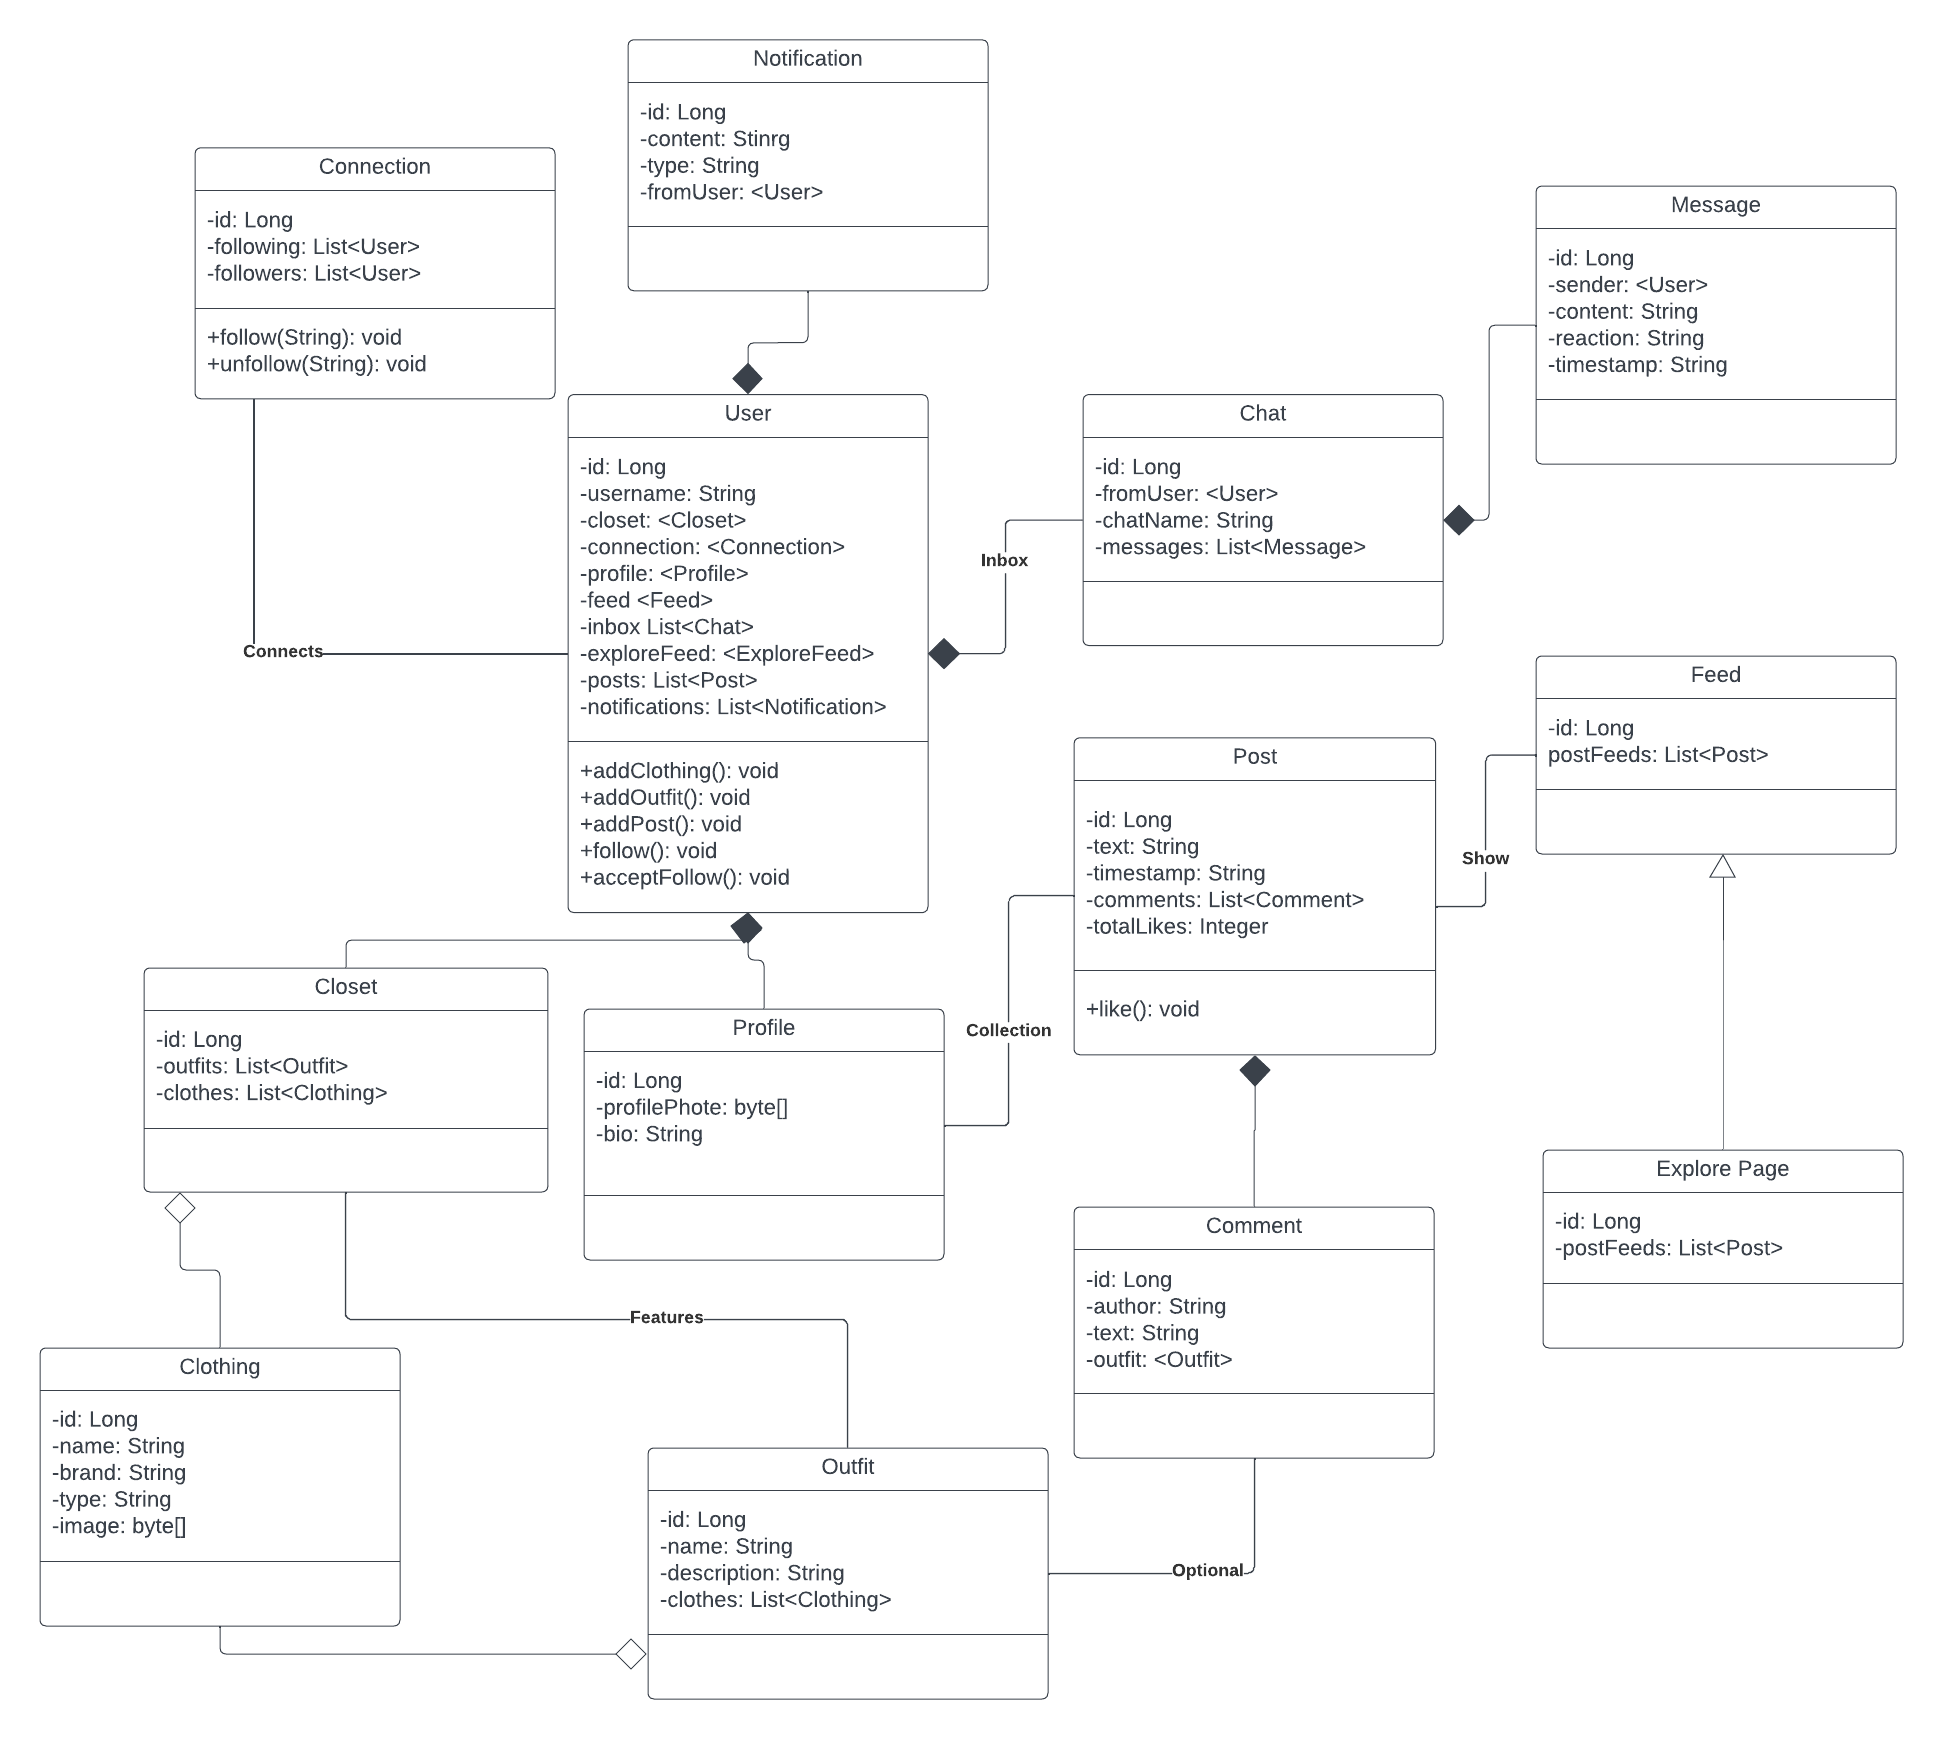 Notification
-id: Long
-content: Stinrg
-type: String
-fromUser: <User>
Connection
-id: Long
-following: List<User>
-followers: List<User>
+follow(String): void
+unfollow(String): void
Message
-id: Long
-sender: <User>
-content: String
-reaction: String
-timestamp: String
User
-id: Long
-username: String
-closet: <Closet>
-connection: <Connection>
-profile: <Profile>
-feed <Feed>
-inbox List<Chat>
-exploreFeed: <ExploreFeed>
-posts: List<Post>
-notifications: List<Notification>
+addClothing(): void
+addOutfit(): void
+addPost(): void
+follow(): void
+acceptFollow(): void
Chat
-id: Long
-fromUser: <User>
-chatName: String
-messages: List<Message>
Inbox
Connects
Feed
-id: Long
postFeeds: List<Post>
Post
-id: Long
-text: String
-timestamp: String
-comments: List<Comment>
-totalLikes: Integer
+like(): void
Show
Collection
Closet
-id: Long
-outfits: List<Outfit>
-clothes: List<Clothing>
Profile
-id: Long
-profilePhote: byte[]
-bio: String
Explore Page
-id: Long
-postFeeds: List<Post>
Comment
-id: Long
-author: String
-text: String
-outfit: <Outfit>
Features
Clothing
-id: Long
-name: String
-brand: String
-type: String
-image: byte[]
Outfit
-id: Long
-name: String
-description: String
-clothes: List<Clothing>
Optional